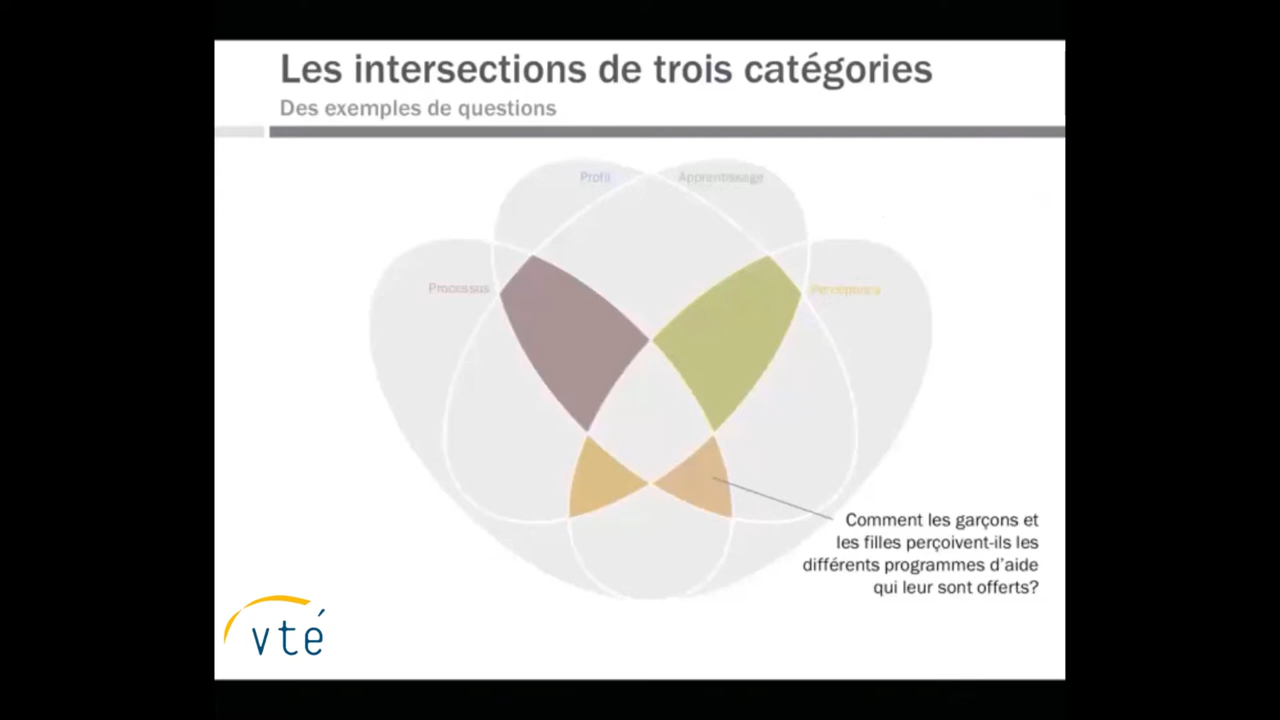 Les intersections de trois catégories
Des exemples de questions
Profil
Apprentissage
Processus
Perceptions
Comment les garçons et
les filles perçoivent-ils les
différents programmes d'aide
qui leur sont offerts?
vté